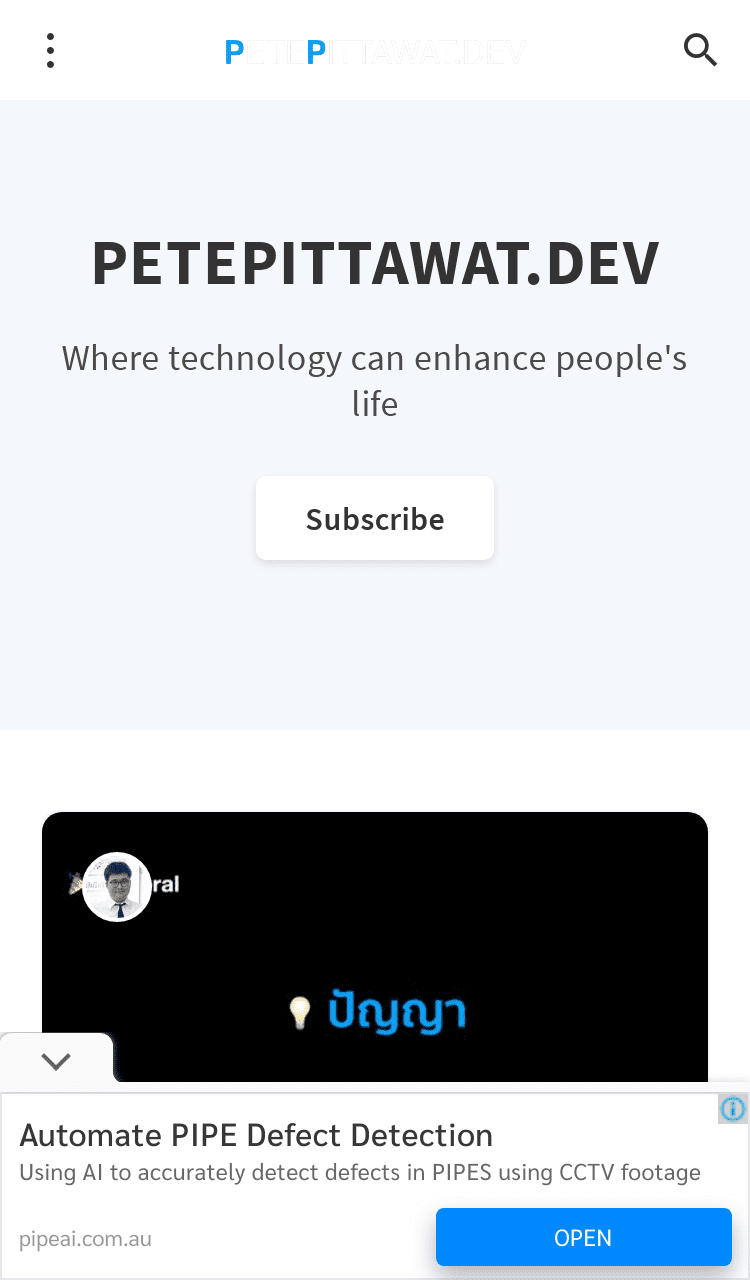 PETEPITTAWAT.DEV
PETEPITTAWAT.DEV
Where technology can enhance people's
life
Subscribe
ral
💡 ปัญญา
Automate PIPE Defect Detection
Using AI to accurately detect defects in PIPES using CCTV footage
pipeai.com.au
OPEN